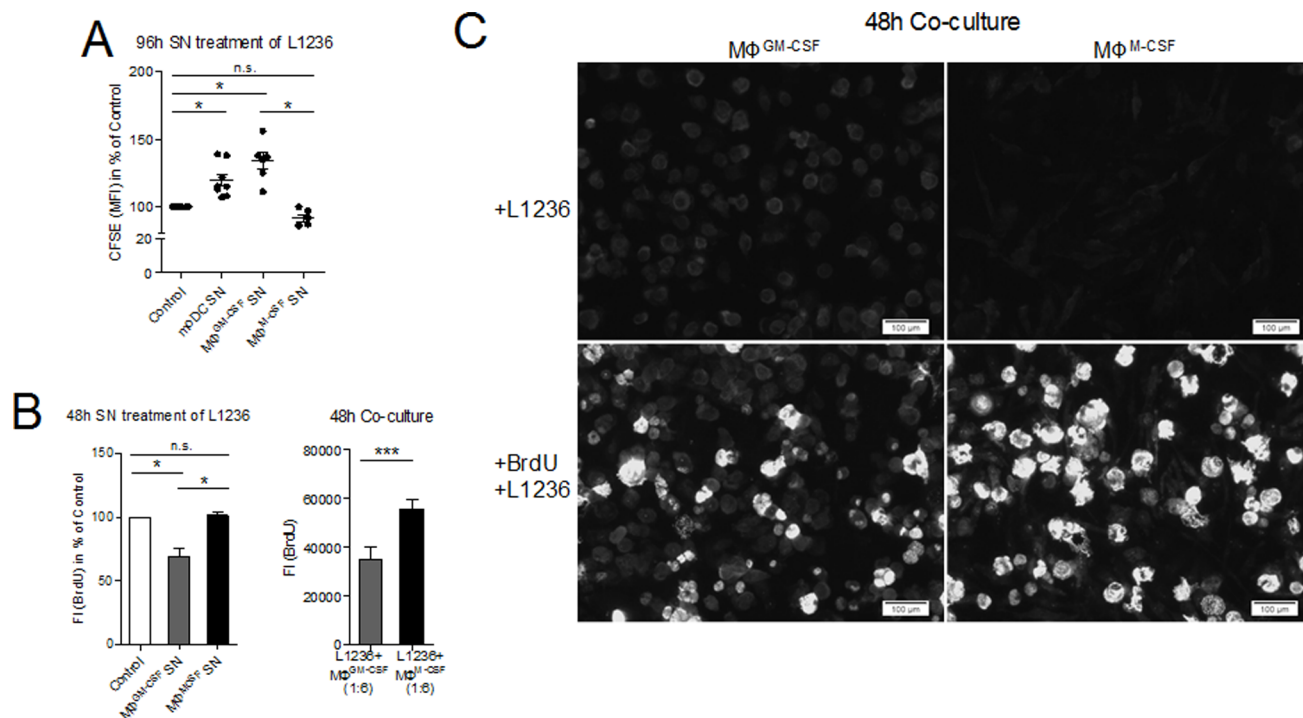 A
96h SN treatment of L1236
CFSE (MFI) in % of Control
200
150
100
20
0
n.s.
*
*
*
Control
moDC SN
MΦGM-CSF SN
MΦM-CSF SN
B
48h SN treatment of L1236
FI (BrdU) in % of Control
150
100
50
0
n.s.
*
*
Control
MΦGM-CSF SN
MΦMCSF SN
48h Co-culture
FI (BrdU)
80000
60000
40000
20000
0
***
L1236+
MΦGM-CSF
(1:6)
L1236+
MΦM-CSF
(1:6)
C
48h Co-culture
MΦGM-CSF
MΦM-CSF
+L1236
100 µm
100 µm
+BrdU
+L1236
100 µm
100 µm